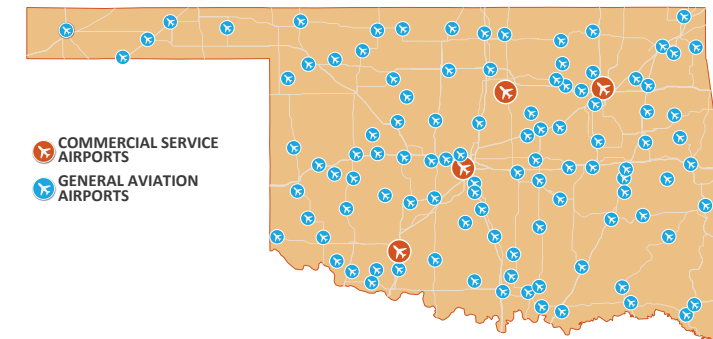 COMMERCIAL SERVICE
AIRPORTS
GENERAL AVIATION
AIRPORTS